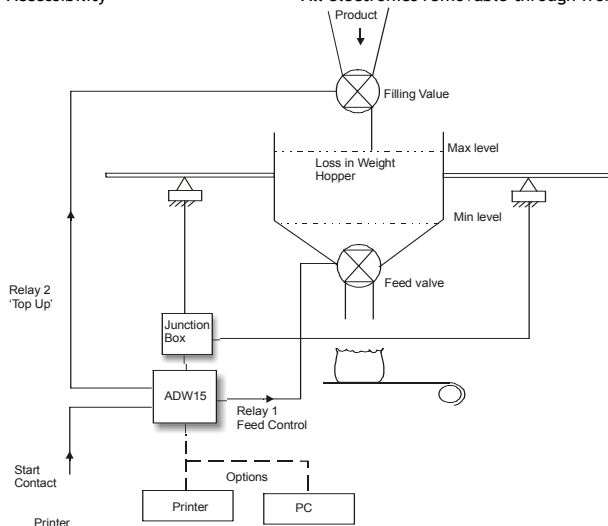 Product
Filling Value
Max level
Loss in Weight
Hopper
Min level
Feed valve
Relay 2
'Top Up'
Junction
Box
ADW15
Relay 1
Feed Control
Start
Contact
Options
Printer
PC
Printer